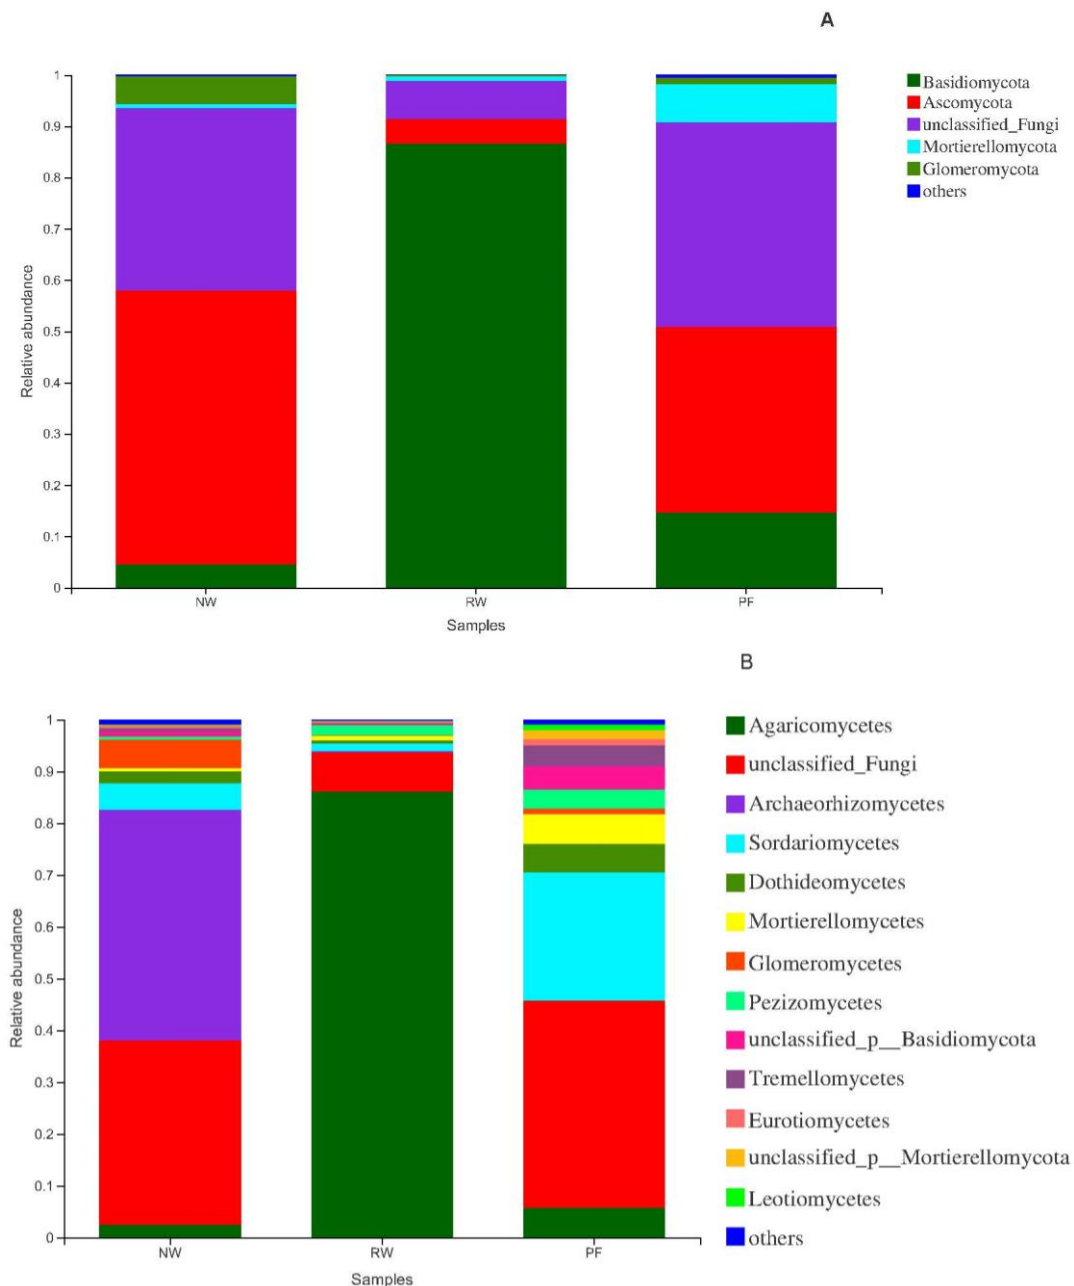 A
1
0.9
0.8
0.7
0.6
0.5
0.4
0.3
0.2
0.1
0
Relative abundance
NW RW PF
Samples
Basidiomycota
Ascomycota
unclassified_Fungi
Mortierellomycota
Glomeromycota
others
B
1
0.9
0.8
0.7
0.6
0.5
0.4
0.3
0.2
0.1
0
Relative abundance
NW RW PF
Samples
Agaricomycetes
unclassified_Fungi
Archaeorhizomycetes
Sordariomycetes
Dothideomycetes
Mortierellomycetes
Glomeromycetes
Pezizomycetes
unclassified_p__Basidiomycota
Tremellomycetes
Eurotiomycetes
unclassified_p__Mortierellomycota
Leotiomycetes
others